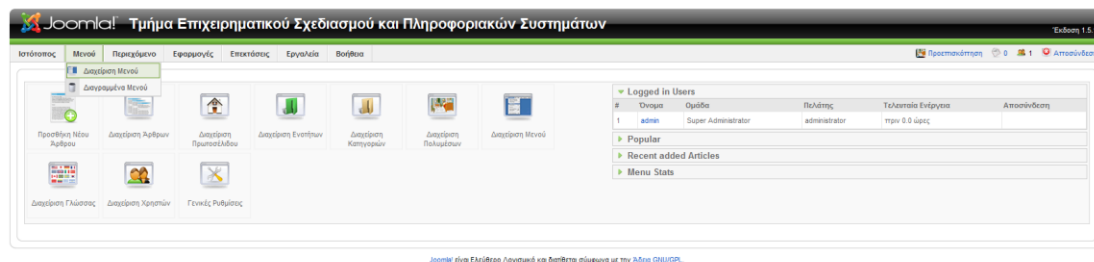 Joomla! Τμήμα Επιχειρηματικού Σχεδιασμού και Πληροφοριακών Συστημάτων
Έκδοση 1.5.
Ιστότοπος Μενού Περιεχόμενο Εφαρμογές Επεκτάσεις Εργαλεία Βοήθεια Προεπισκόπηση 0 1 Αποσύνδεσ
Διαχείριση Μενού
Διαγραμμένα Μενού
Προσθήκη Νέου Άρθρου
Διαχείριση Άρθρων
Διαχείριση Πρωτοσέλιδου
Διαχείριση Ενοτήτων
Διαχείριση Κατηγοριών
Διαχείριση Πολυμέσων
Διαχείριση Μενού
Διαχείριση Γλώσσας
Διαχείριση Χρηστών
Γενικές Ρυθμίσεις
Logged in Users
# Όνομα Ομάδα Πελάτης Τελευταία Ενέργεια Αποσύνδεση
1 admin Super Administrator administrator πριν 0.0 ώρες
Popular
Recent added Articles
Menu Stats
Joomla! είναι Ελεύθερο Λογισμικό και διατίθεται σύμφωνα με την Άδεια GNU/GPL.